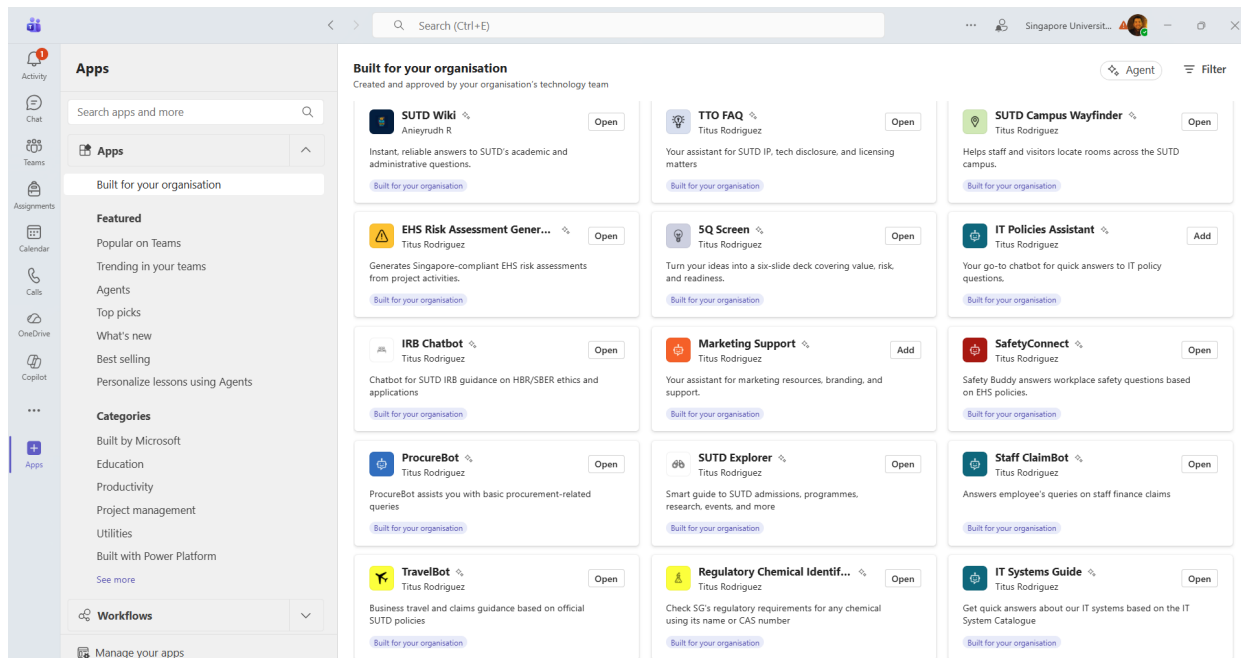 Search (Ctrl+E)
Singapore Universit...
1
Activity
Chat
Teams
Assignments
Calendar
Calls
OneDrive
Copilot
Apps
Apps
Search apps and more
Apps
Built for your organisation
Featured
Popular on Teams
Trending in your teams
Agents
Top picks
What's new
Best selling
Personalize lessons using Agents
Categories
Built by Microsoft
Education
Productivity
Project management
Utilities
Built with Power Platform
See more
Workflows
Manage your apps
Built for your organisation
Created and approved by your organisation's technology team
Agent
Filter
SUTD Wiki
Anieyrudh R
Open
Instant, reliable answers to SUTD's academic and
administrative questions.
Built for your organisation
TTO FAQ
Titus Rodriguez
Open
Your assistant for SUTD IP, tech disclosure, and licensing
matters
Built for your organisation
SUTD Campus Wayfinder
Titus Rodriguez
Open
Helps staff and visitors locate rooms across the SUTD
campus.
Built for your organisation
EHS Risk Assessment Gener...
Titus Rodriguez
Open
Generates Singapore-compliant EHS risk assessments
from project activities.
Built for your organisation
5Q Screen
Titus Rodriguez
Open
Turn your ideas into a six-slide deck covering value, risk,
and readiness.
Built for your organisation
IT Policies Assistant
Titus Rodriguez
Add
Your go-to chatbot for quick answers to IT policy
questions.
Built for your organisation
IRB Chatbot
Titus Rodriguez
Open
Chatbot for SUTD IRB guidance on HBR/SBER ethics and
applications
Built for your organisation
Marketing Support
Titus Rodriguez
Add
Your assistant for marketing resources, branding, and
support.
Built for your organisation
SafetyConnect
Titus Rodriguez
Open
Safety Buddy answers workplace safety questions based
on EHS policies.
Built for your organisation
ProcureBot
Titus Rodriguez
Open
ProcureBot assists you with basic procurement-related
queries
Built for your organisation
SUTD Explorer
Titus Rodriguez
Open
Smart guide to SUTD admissions, programmes,
research, events, and more
Built for your organisation
Staff ClaimBot
Titus Rodriguez
Open
Answers employee's queries on staff finance claims
Built for your organisation
TravelBot
Titus Rodriguez
Open
Business travel and claims guidance based on official
SUTD policies
Built for your organisation
Regulatory Chemical Identif...
Titus Rodriguez
Open
Check SG's regulatory requirements for any chemical
using its name or CAS number
Built for your organisation
IT Systems Guide
Titus Rodriguez
Open
Get quick answers about our IT systems based on the IT
System Catalogue
Built for your organisation